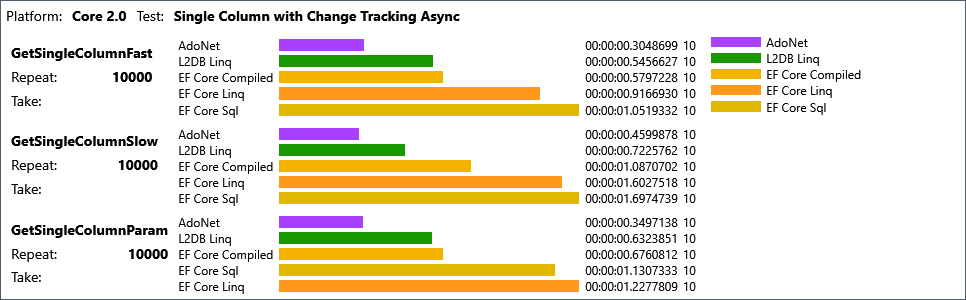 Platform: Core 2.0 Test: Single Column with Change Tracking Async
GetSingleColumnFast
Repeat: 10000
Take:
AdoNet 00:00:00.3048699 10
L2DB Linq 00:00:00.5456627 10
EF Core Compiled 00:00:00.5797228 10
EF Core Linq 00:00:00.9166930 10
EF Core Sql 00:00:01.0519332 10
AdoNet
L2DB Linq
EF Core Compiled
EF Core Linq
EF Core Sql
GetSingleColumnSlow
Repeat: 10000
Take:
AdoNet 00:00:00.4599878 10
L2DB Linq 00:00:00.7225762 10
EF Core Compiled 00:00:01.0870702 10
EF Core Linq 00:00:01.6027518 10
EF Core Sql 00:00:01.6974739 10
GetSingleColumnParam
Repeat: 10000
Take:
AdoNet 00:00:00.3497138 10
L2DB Linq 00:00:00.6323851 10
EF Core Compiled 00:00:00.6760812 10
EF Core Sql 00:00:01.1307333 10
EF Core Linq 00:00:01.2277809 10